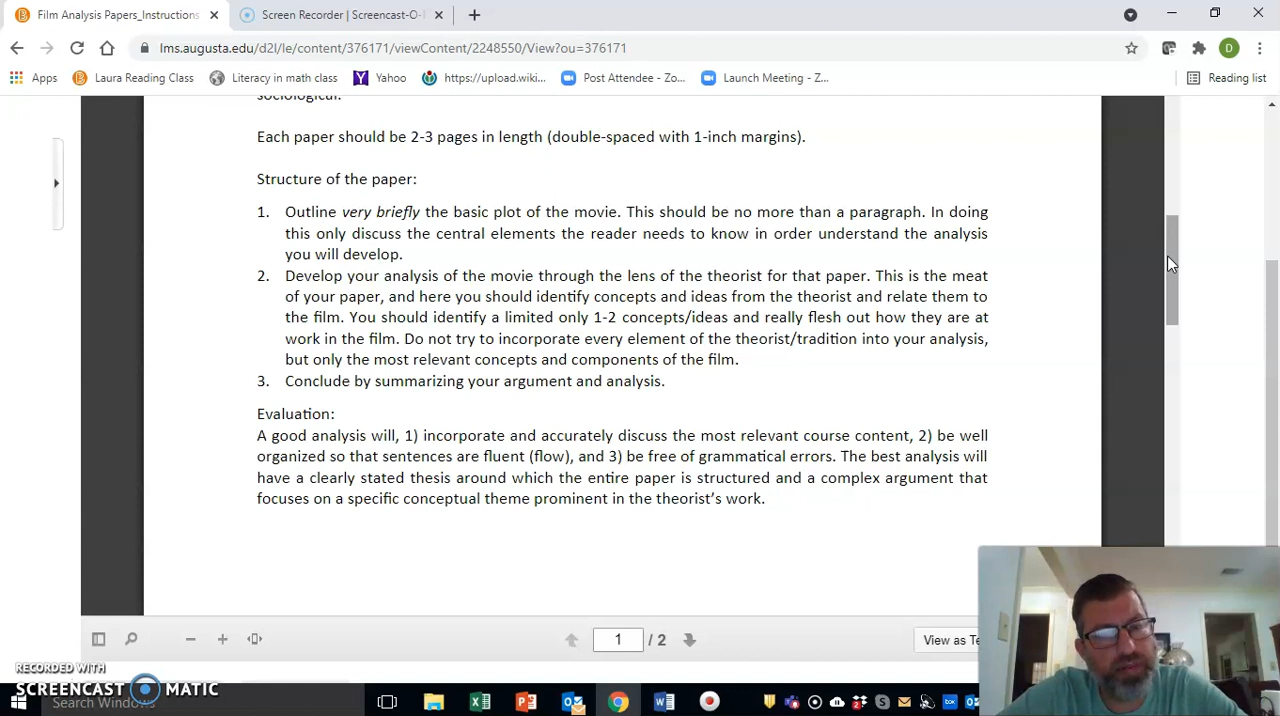 Film Analysis Papers_Instructions
Screen Recorder | Screencast-O-
lms.augusta.edu/d2l/le/content/376171/viewContent/2248550/View?ou=376171
D
Apps
Laura Reading Class
Literacy in math class
Yahoo
https://upload.wiki...
Post Attendee - Zo...
Launch Meeting - Z...
Reading list
sociological.
Each paper should be 2-3 pages in length (double-spaced with 1-inch margins).
Structure of the paper:
1. Outline very briefly the basic plot of the movie. This should be no more than a paragraph. In doing
this only discuss the central elements the reader needs to know in order understand the analysis
you will develop.
2. Develop your analysis of the movie through the lens of the theorist for that paper. This is the meat
of your paper, and here you should identify concepts and ideas from the theorist and relate them to
the film. You should identify a limited only 1-2 concepts/ideas and really flesh out how they are at
work in the film. Do not try to incorporate every element of the theorist/tradition into your analysis,
but only the most relevant concepts and components of the film.
3. Conclude by summarizing your argument and analysis.
Evaluation:
A good analysis will, 1) incorporate and accurately discuss the most relevant course content, 2) be well
organized so that sentences are fluent (flow), and 3) be free of grammatical errors. The best analysis will
have a clearly stated thesis around which the entire paper is structured and a complex argument that
focuses on a specific conceptual theme prominent in the theorist's work.
1 / 2
View as Te
RECORDED WITH
SCREENCAST MATIC
Search Windows